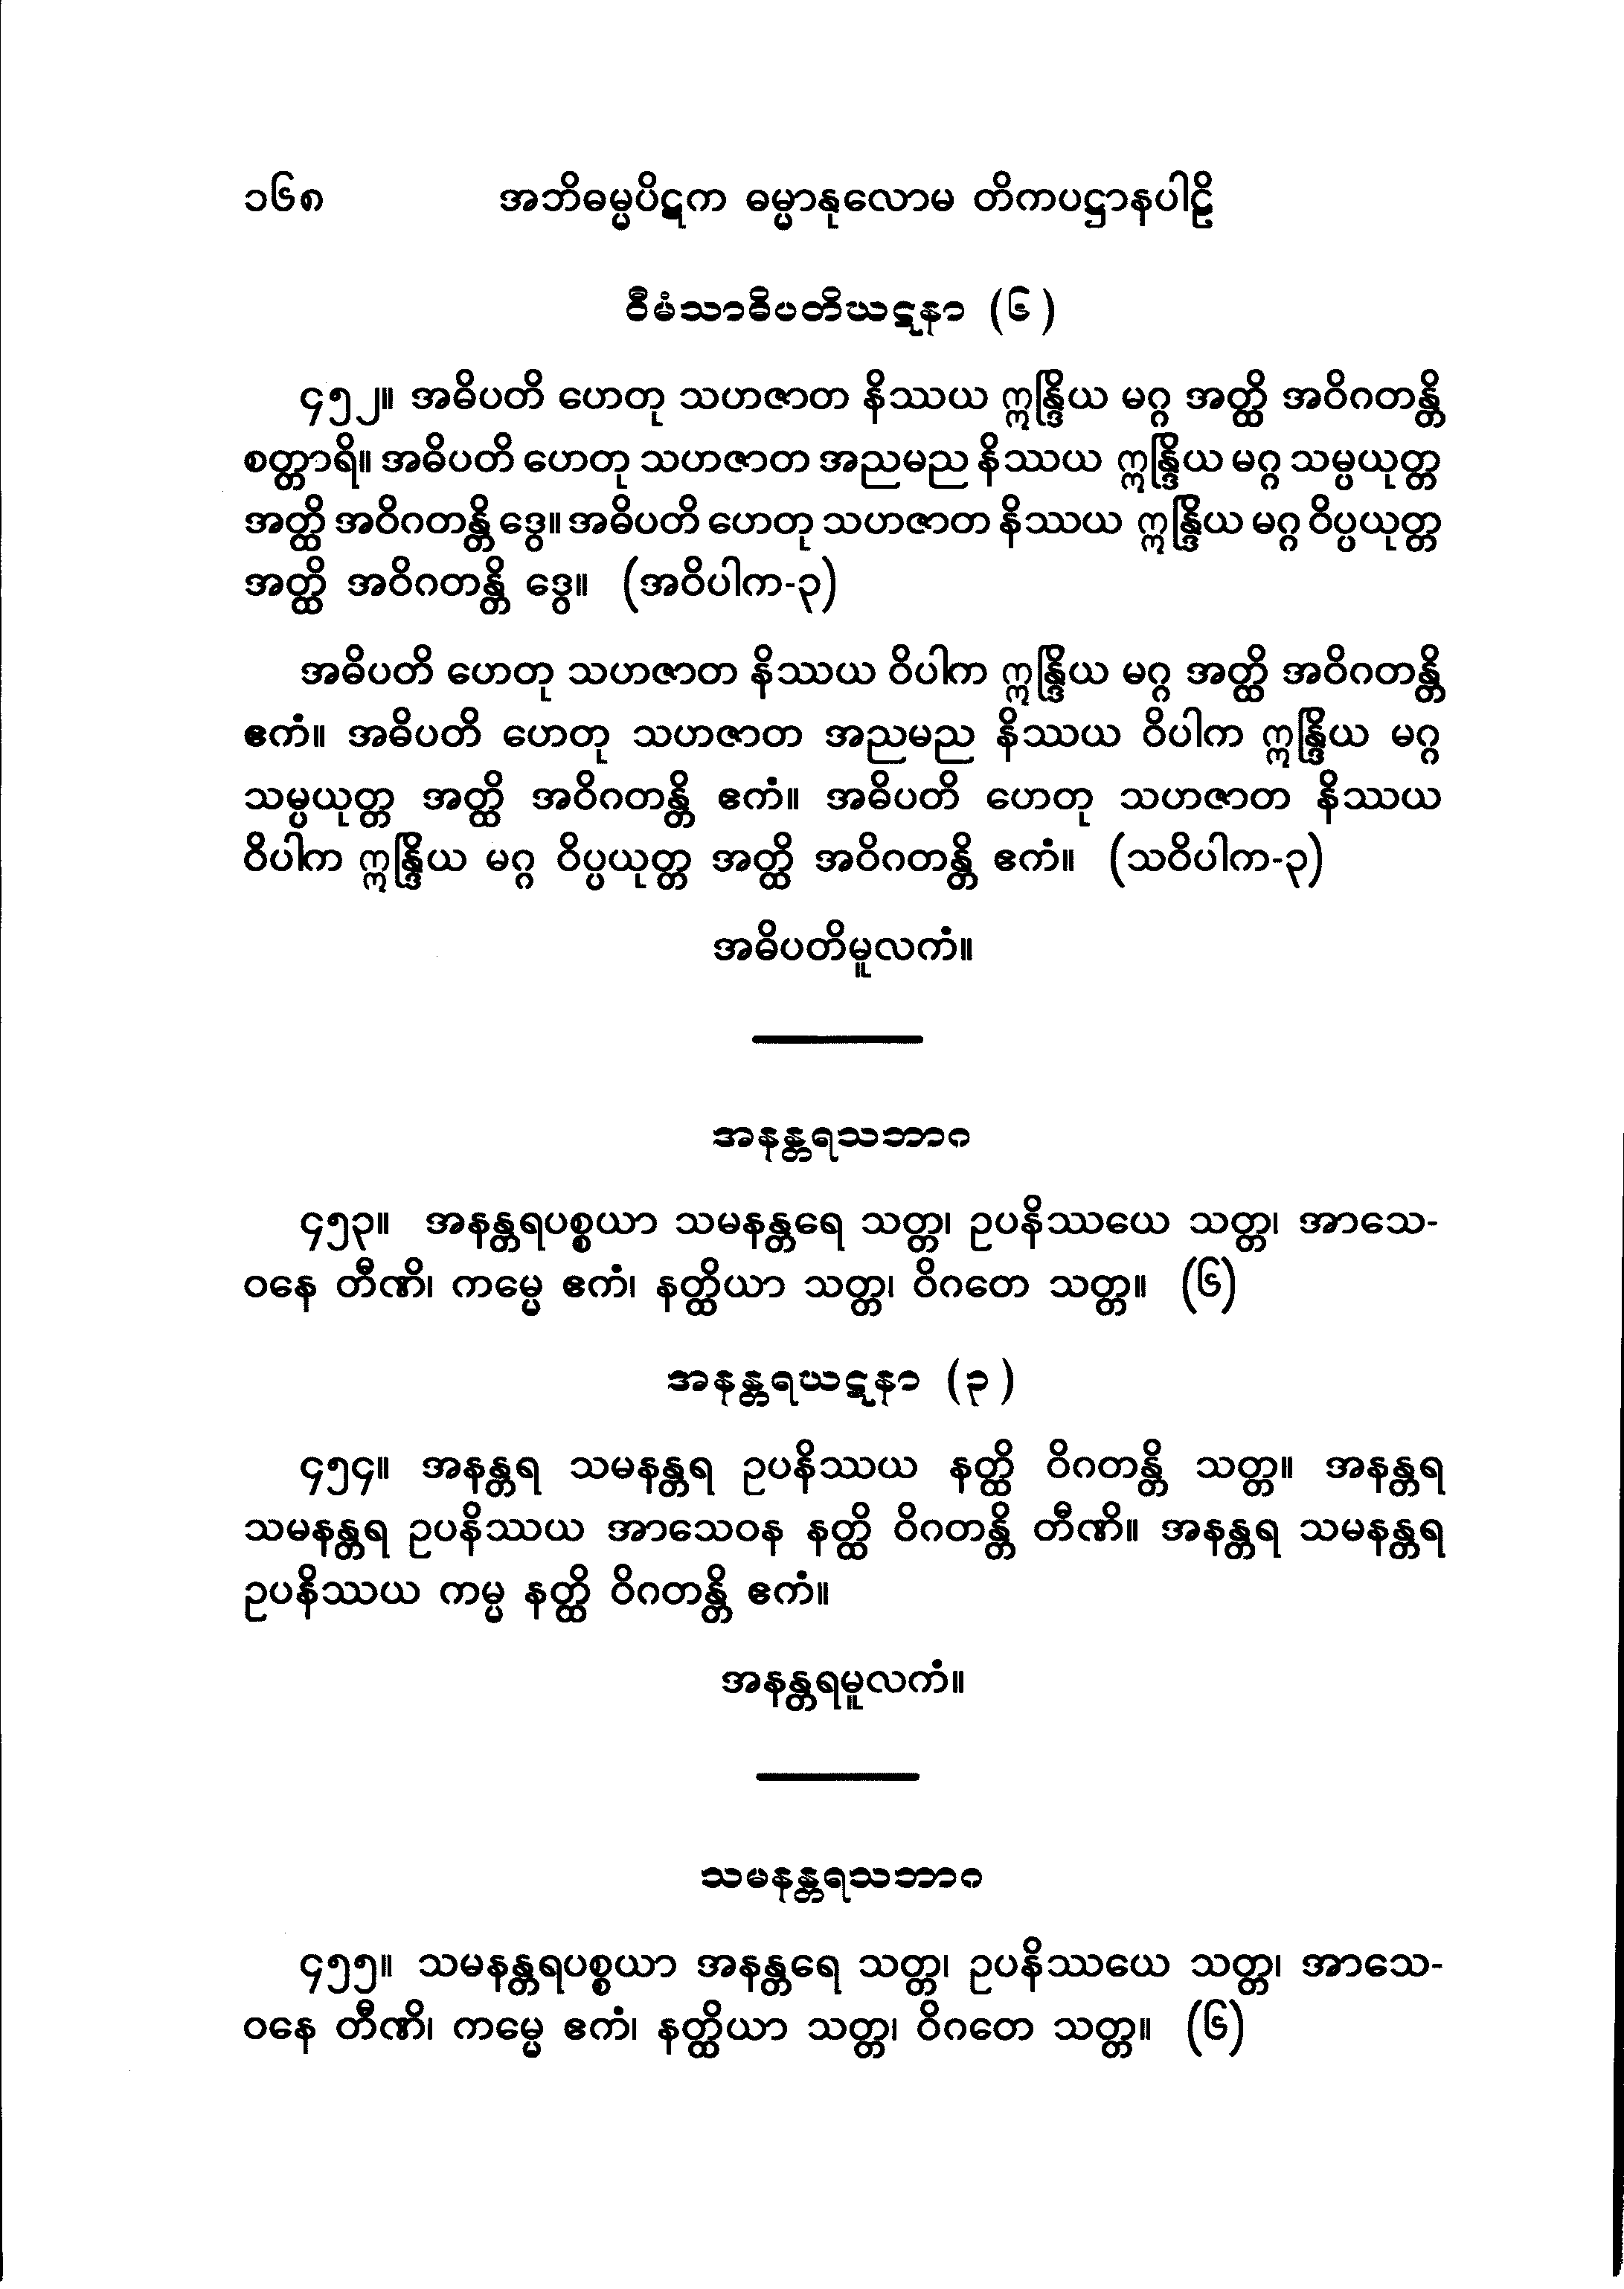 ၁၆၈ အဘိဓမ္မပိဋက ဓမ္မာနုလောမ တိကပဋ္ဌာနပါဠိ
ဝီမံသာဓိပတိဃဋနာ (၆)
၄၅၂။ အဓိပတိ ဟေတု သဟဇာတ နိဿယ ဣန္ဒြိယ မဂ္ဂ အတ္ထိ အဝိဂတန္တိ
စတ္တာရိ။ အဓိပတိ ဟေတု သဟဇာတ အညမည နိဿယ ဣန္ဒြိယ မဂ္ဂ သမ္ပယုတ္တ
အတ္ထိ အဝိဂတန္တိ ဒွေ။ အဓိပတိ ဟေတု သဟဇာတ နိဿယ ဣန္ဒြိယ မဂ္ဂ ဝိပ္ပယုတ္တ
အတ္ထိ အဝိဂတန္တိ ဒွေ။ (အဝိပါက-၃)
အဓိပတိ ဟေတု သဟဇာတ နိဿယ ဝိပါက ဣန္ဒြိယ မဂ္ဂ အတ္ထိ အဝိဂတန္တိ
ဧကံ။ အဓိပတိ ဟေတု သဟဇာတ အညမည နိဿယ ဝိပါက ဣန္ဒြိယ မဂ္ဂ
သမ္ပယုတ္တ အတ္ထိ အဝိဂတန္တိ ဧကံ။ အဓိပတိ ဟေတု သဟဇာတ နိဿယ
ဝိပါက ဣန္ဒြိယ မဂ္ဂ ဝိပ္ပယုတ္တ အတ္ထိ အဝိဂတန္တိ ဧကံ။ (သဝိပါက-၃)
အဓိပတိမူလကံ။
အနန္တရသဘာဂ
၄၅၃။ အနန္တရပစ္စယာ သမနန္တရေ သတ္တ၊ ဥပနိဿယေ သတ္တ၊ အာသေ-
ဝနေ တီဏိ၊ ကမ္မေ ဧကံ၊ နတ္ထိယာ သတ္တ၊ ဝိဂတေ သတ္တ။ (၆)
အနန္တရဃဋနာ (၃)
၄၅၄။ အနန္တရ သမနန္တရ ဥပနိဿယ နတ္ထိ ဝိဂတန္တိ သတ္တ။ အနန္တရ
သမနန္တရ ဥပနိဿယ အာသေဝန နတ္ထိ ဝိဂတန္တိ တီဏိ။ အနန္တရ သမနန္တရ
ဥပနိဿယ ကမ္မ နတ္ထိ ဝိဂတန္တိ ဧကံ။
အနန္တရမူလကံ။
သမနန္တရသဘာဂ
၄၅၅။ သမနန္တရပစ္စယာ အနန္တရေ သတ္တ၊ ဥပနိဿယေ သတ္တ၊ အာသေ-
ဝနေ တီဏိ၊ ကမ္မေ ဧကံ၊ နတ္ထိယာ သတ္တ၊ ဝိဂတေ သတ္တ။ (၆)